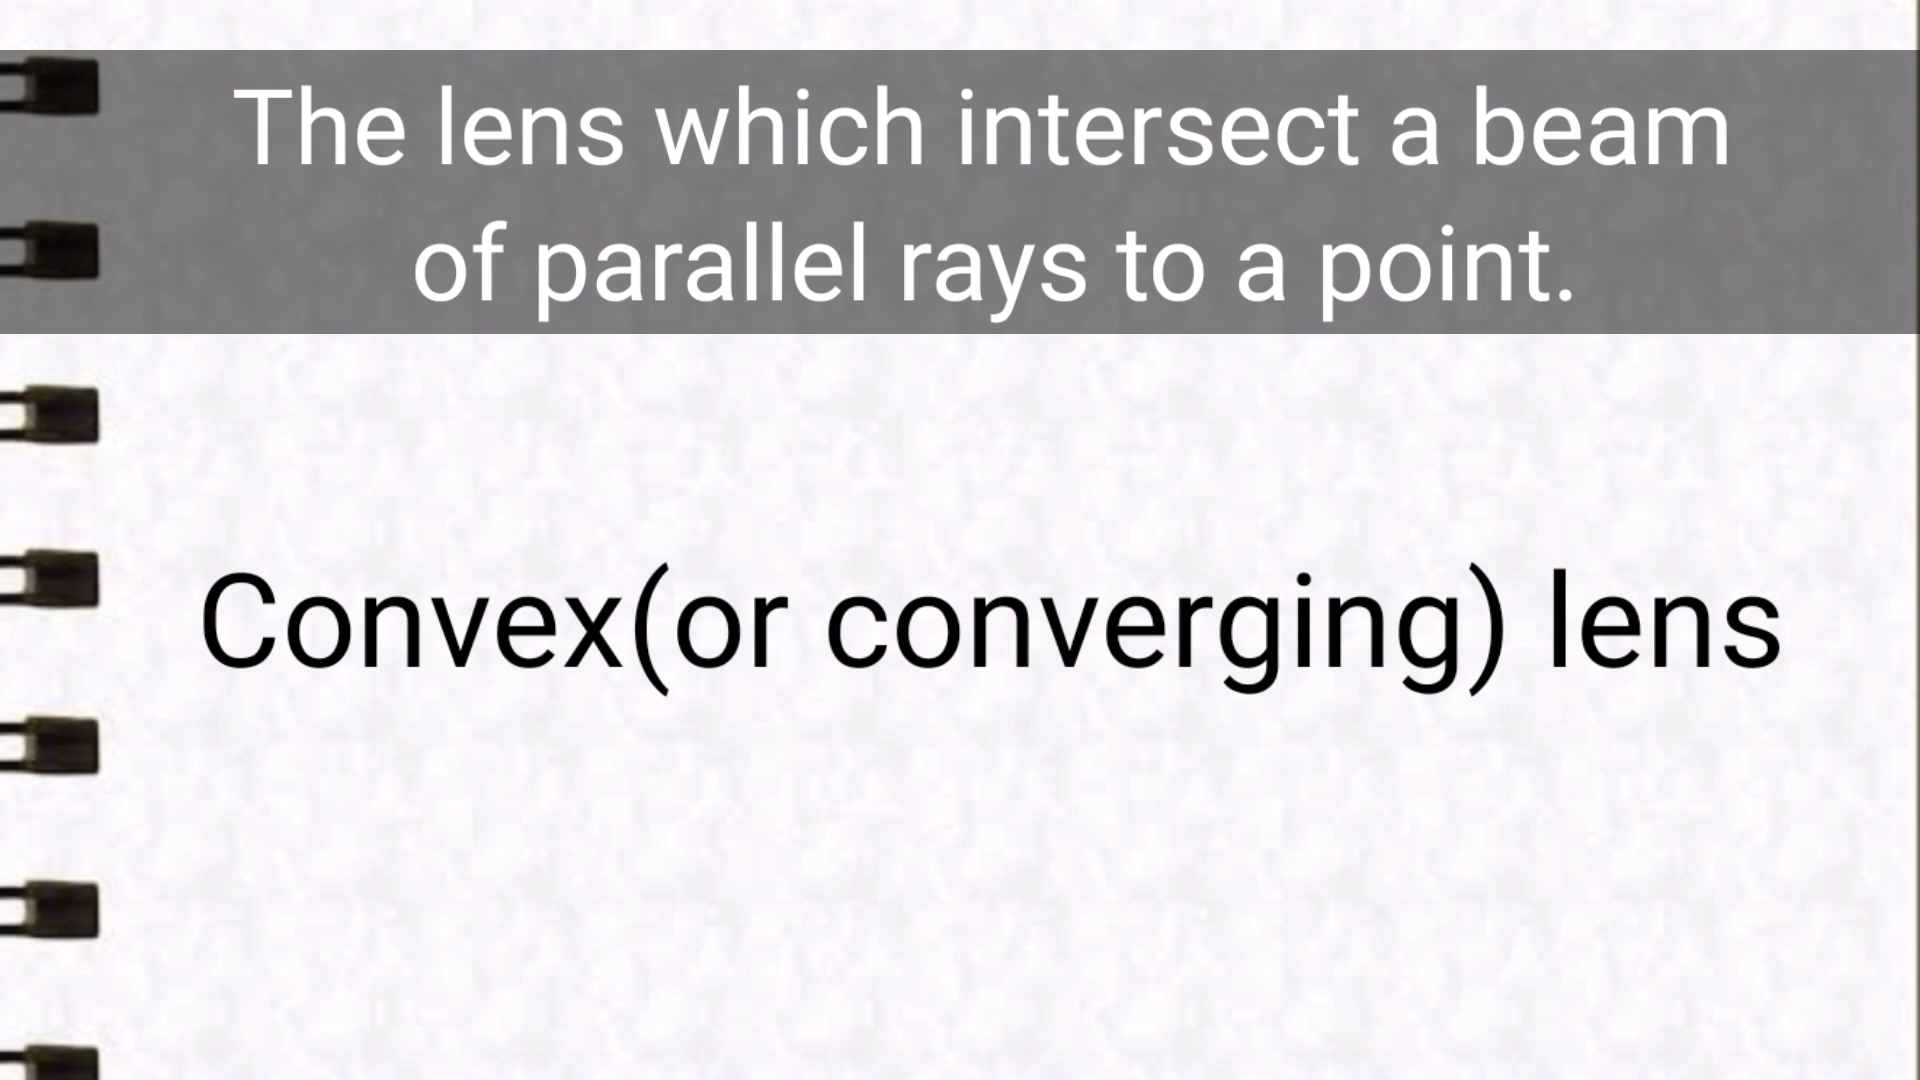 The lens which intersect a beam
of parallel rays to a point.
Convex(or converging) lens